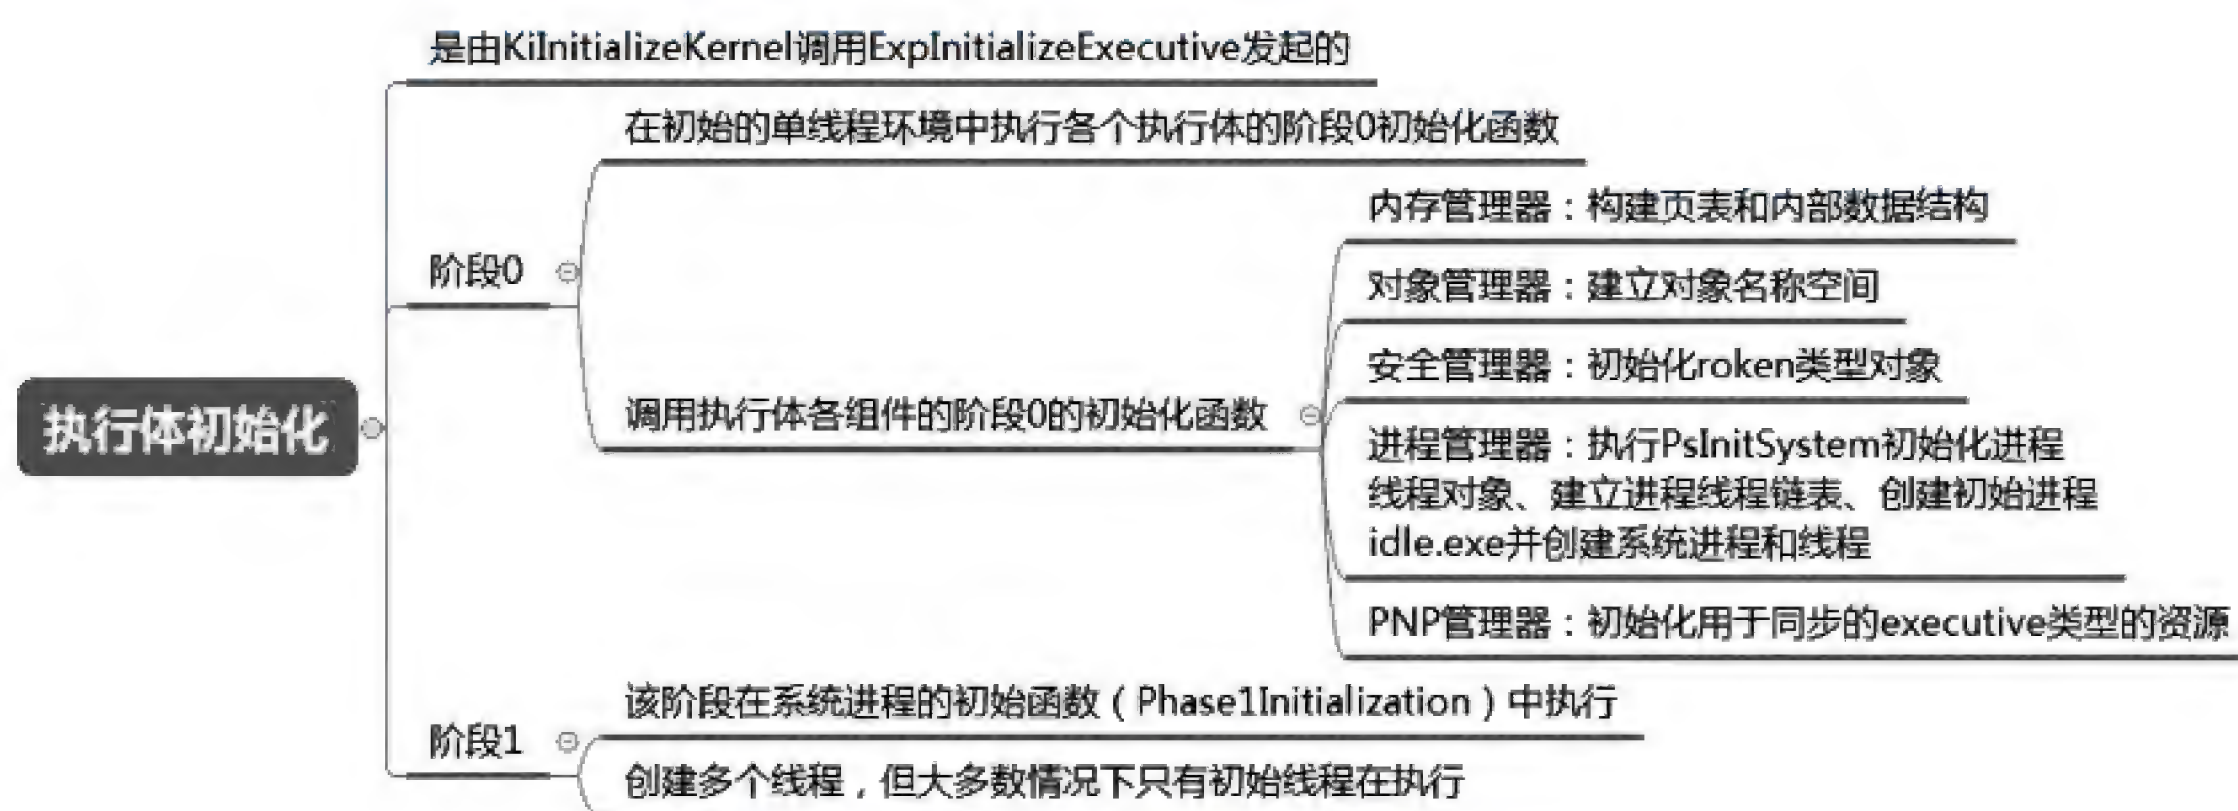 是由KiInitializeKernel调用ExpInitializeExecutive发起的
在初始的单线程环境中执行各个执行体的阶段0初始化函数
内存管理器：构建页表和内部数据结构
阶段0
对象管理器：建立对象名称空间
安全管理器：初始化roken类型对象
调用执行体各组件的阶段0的初始化函数
执行体初始化
进程管理器：执行PsInitSystem初始化进程
线程对象、建立进程线程链表、创建初始进程
idle.exe并创建系统进程和线程
PNP管理器：初始化用于同步的executive类型的资源
该阶段在系统进程的初始函数（Phase1Initialization）中执行
阶段1
创建多个线程，但大多数情况下只有初始线程在执行